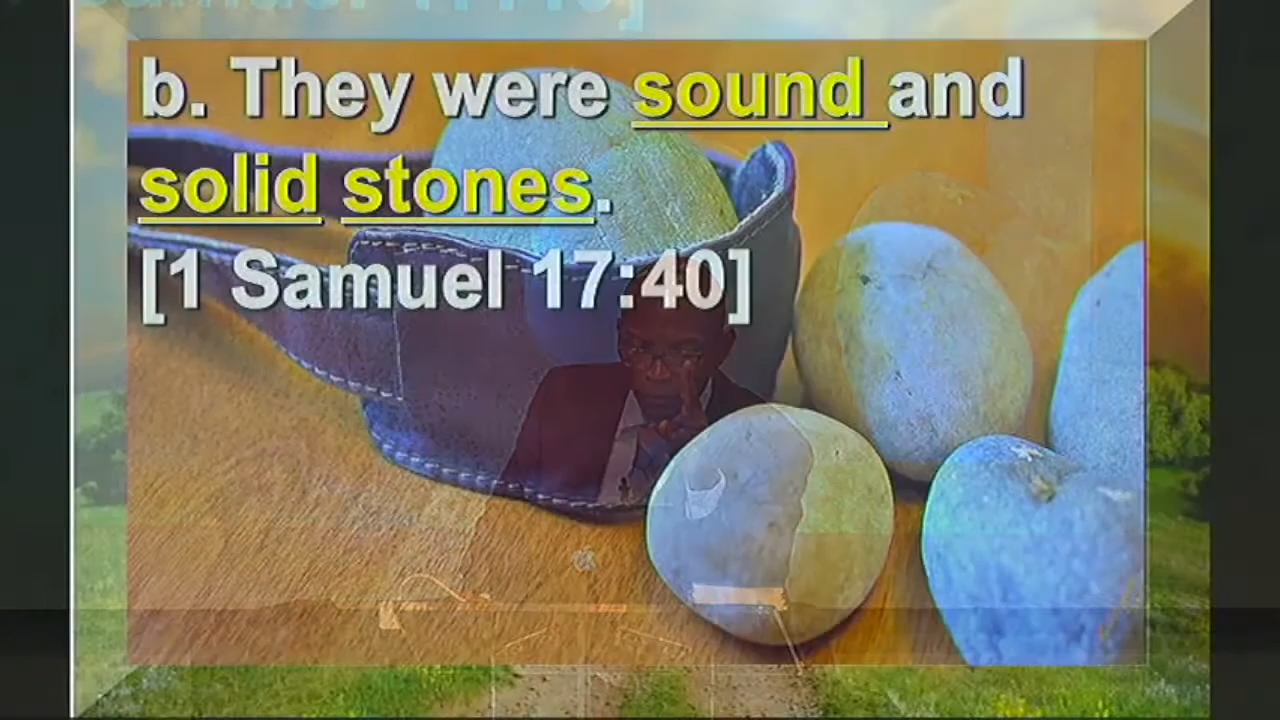 b. They were sound and
solid stones.
[1 Samuel 17:40]